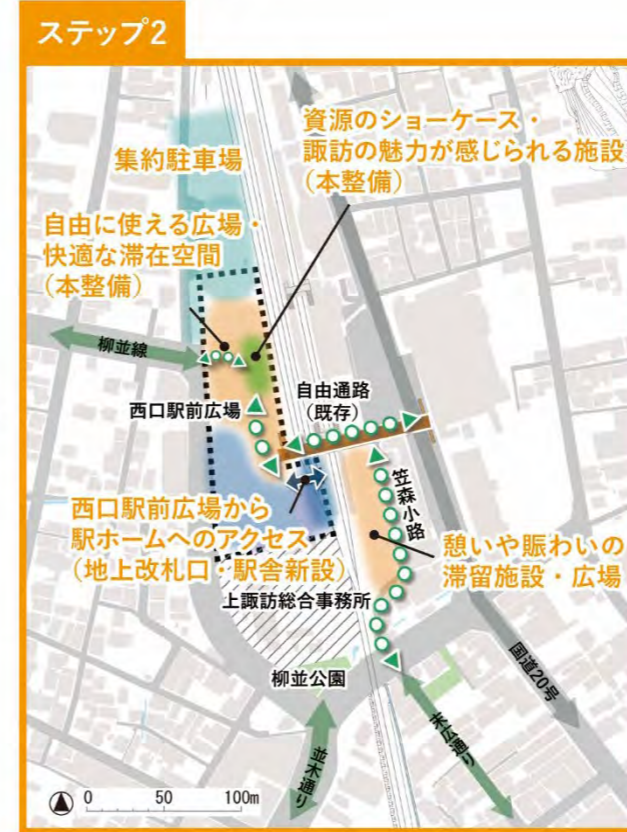 ステップ2
資源のショーケース・
諏訪の魅力が感じられる施設
(本整備)
集約駐車場
自由に使える広場・
快適な滞在空間
(本整備)
柳並線
西口駅前広場
自由通路
(既存)
笠森小路
西口駅前広場から
駅ホームへのアクセス
(地上改札口・駅舎新設)
憩いや賑わいの
滞留施設・広場
上諏訪総合事務所
国道20号
柳並公園
末広通り
並木通り
0 50 100m